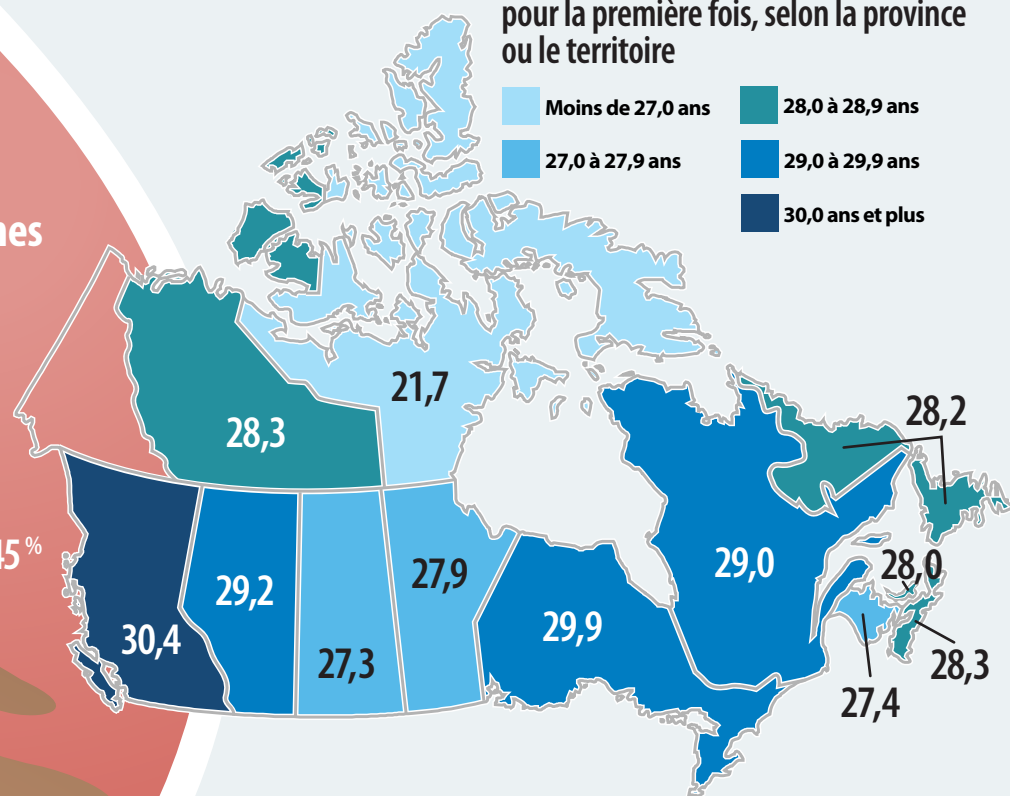 pour la première fois, selon la province
ou le territoire
Moins de 27,0 ans
28,0 à 28,9 ans
27,0 à 27,9 ans
29,0 à 29,9 ans
30,0 ans et plus
21,7
28,3
28,2
45 %
30,4
29,2
27,3
27,9
29,9
29,0
28,0
28,3
27,4